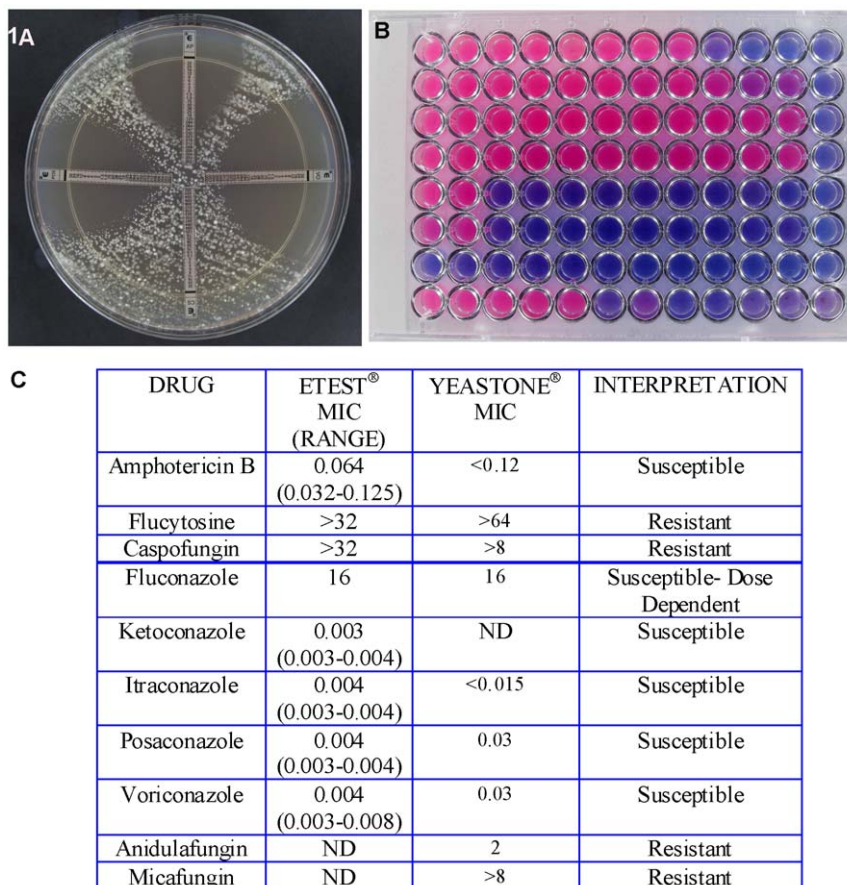 1A
B
C
DRUG ETEST® YEASTONE® INTERPRETATION
MIC MIC
(RANGE)
Amphotericin B 0.064 <0.12 Susceptible
(0.032-0.125)
Flucytosine >32 >64 Resistant
Caspofungin >32 >8 Resistant
Fluconazole 16 16 Susceptible- Dose
Dependent
Ketoconazole 0.003 ND Susceptible
(0.003-0.004)
Itraconazole 0.004 <0.015 Susceptible
(0.003-0.004)
Posaconazole 0.004 0.03 Susceptible
(0.003-0.004)
Voriconazole 0.004 0.03 Susceptible
(0.003-0.008)
Anidulafungin ND 2 Resistant
Micafungin ND >8 Resistant